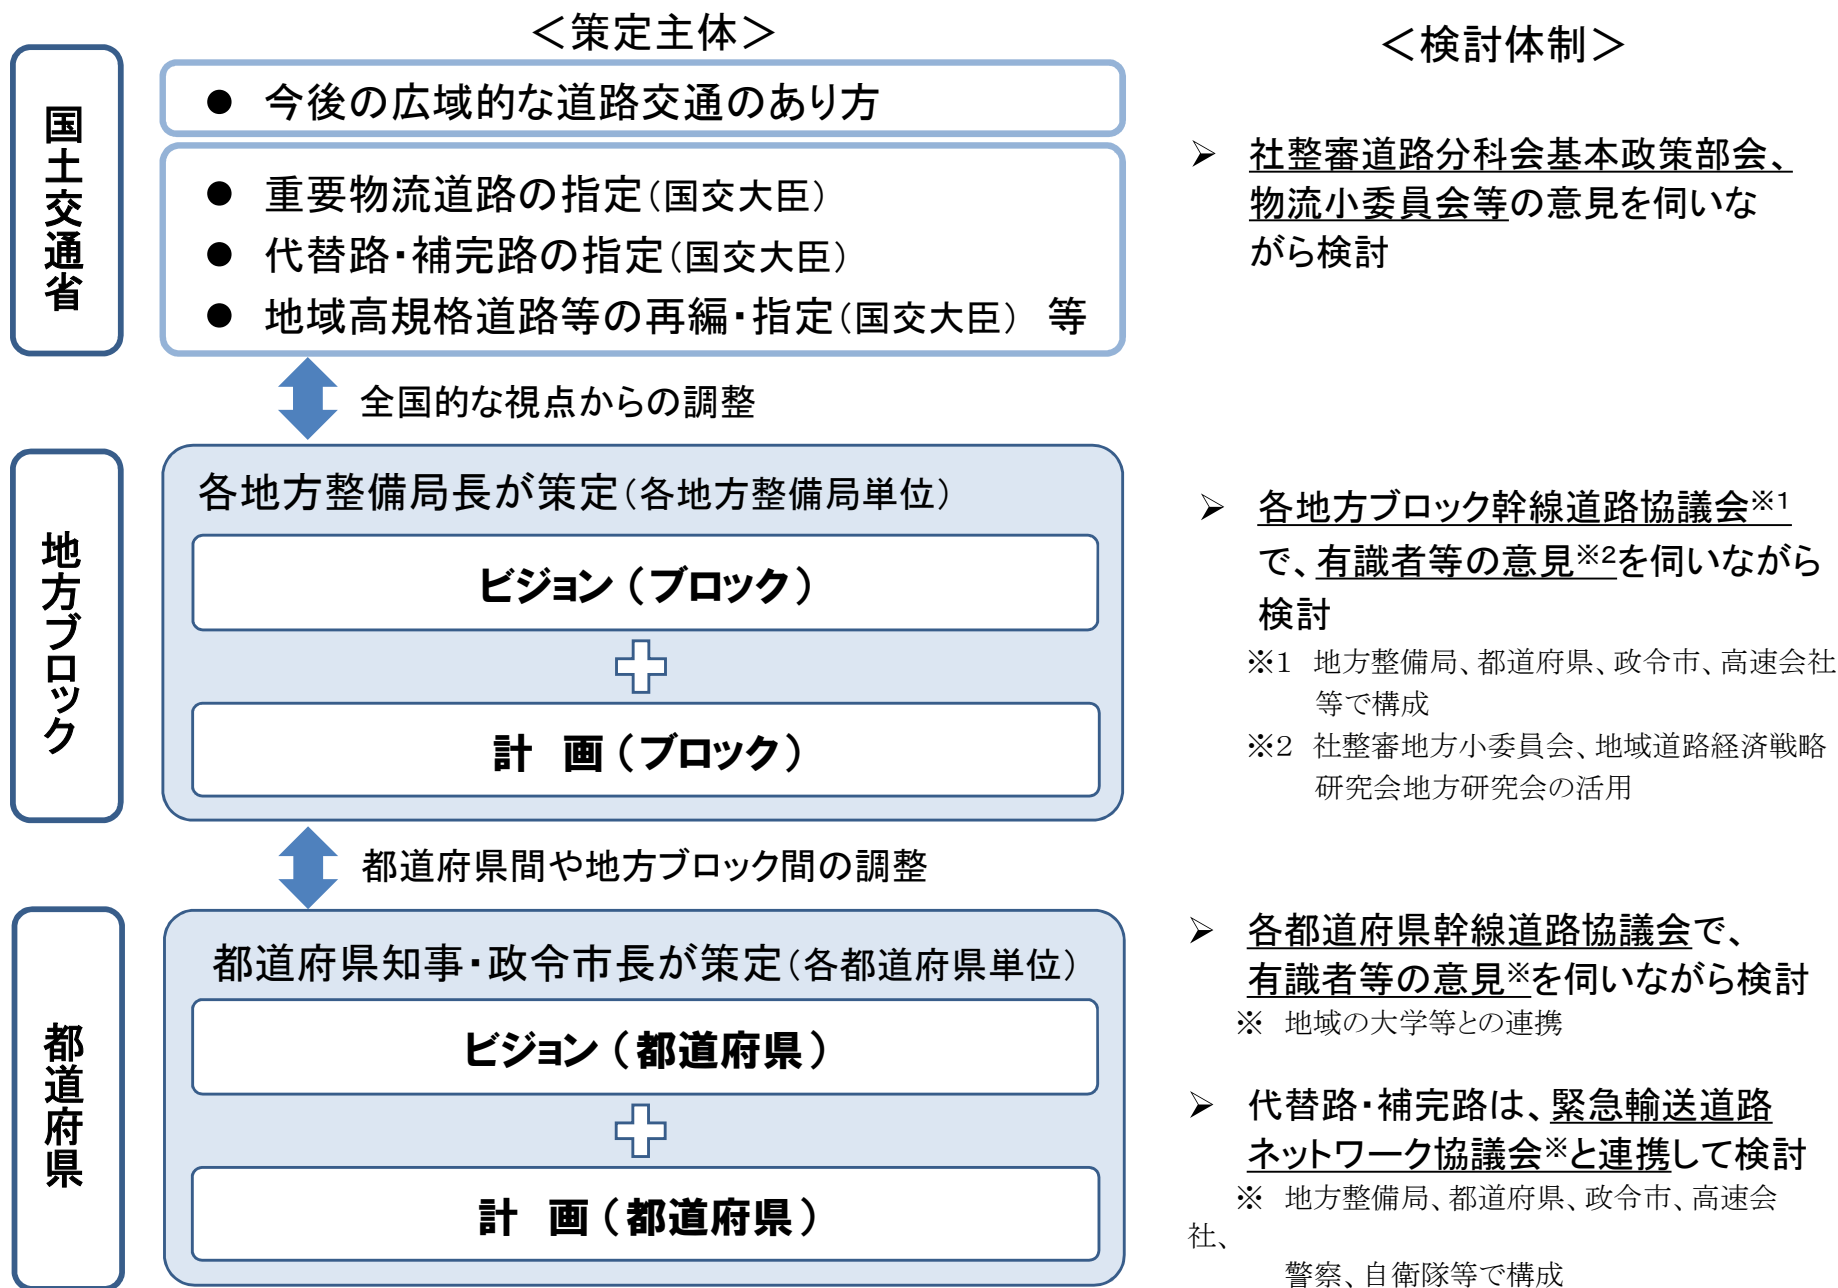 ＜策定主体＞
国土交通省
● 今後の広域的な道路交通のあり方
● 重要物流道路の指定（国交大臣）
● 代替路・補完路の指定（国交大臣）
● 地域高規格道路等の再編・指定（国交大臣） 等
全国的な視点からの調整
地方ブロック
各地方整備局長が策定（各地方整備局単位）
ビジョン（ブロック）
計 画（ブロック）
都道府県間や地方ブロック間の調整
都道府県
都道府県知事・政令市長が策定（各都道府県単位）
ビジョン（都道府県）
計 画（都道府県）
＜検討体制＞
➢ 社整審道路分科会基本政策部会、
物流小委員会等の意見を伺いな
がら検討
➢ 各地方ブロック幹線道路協議会※1
で、有識者等の意見※2を伺いながら
検討
※1 地方整備局、都道府県、政令市、高速会社
等で構成
※2 社整審地方小委員会、地域道路経済戦略
研究会地方研究会の活用
➢ 各都道府県幹線道路協議会で、
有識者等の意見※を伺いながら検討
※ 地域の大学等との連携
➢ 代替路・補完路は、緊急輸送道路
ネットワーク協議会※と連携して検討
※ 地方整備局、都道府県、政令市、高速会
社、
警察、自衛隊等で構成